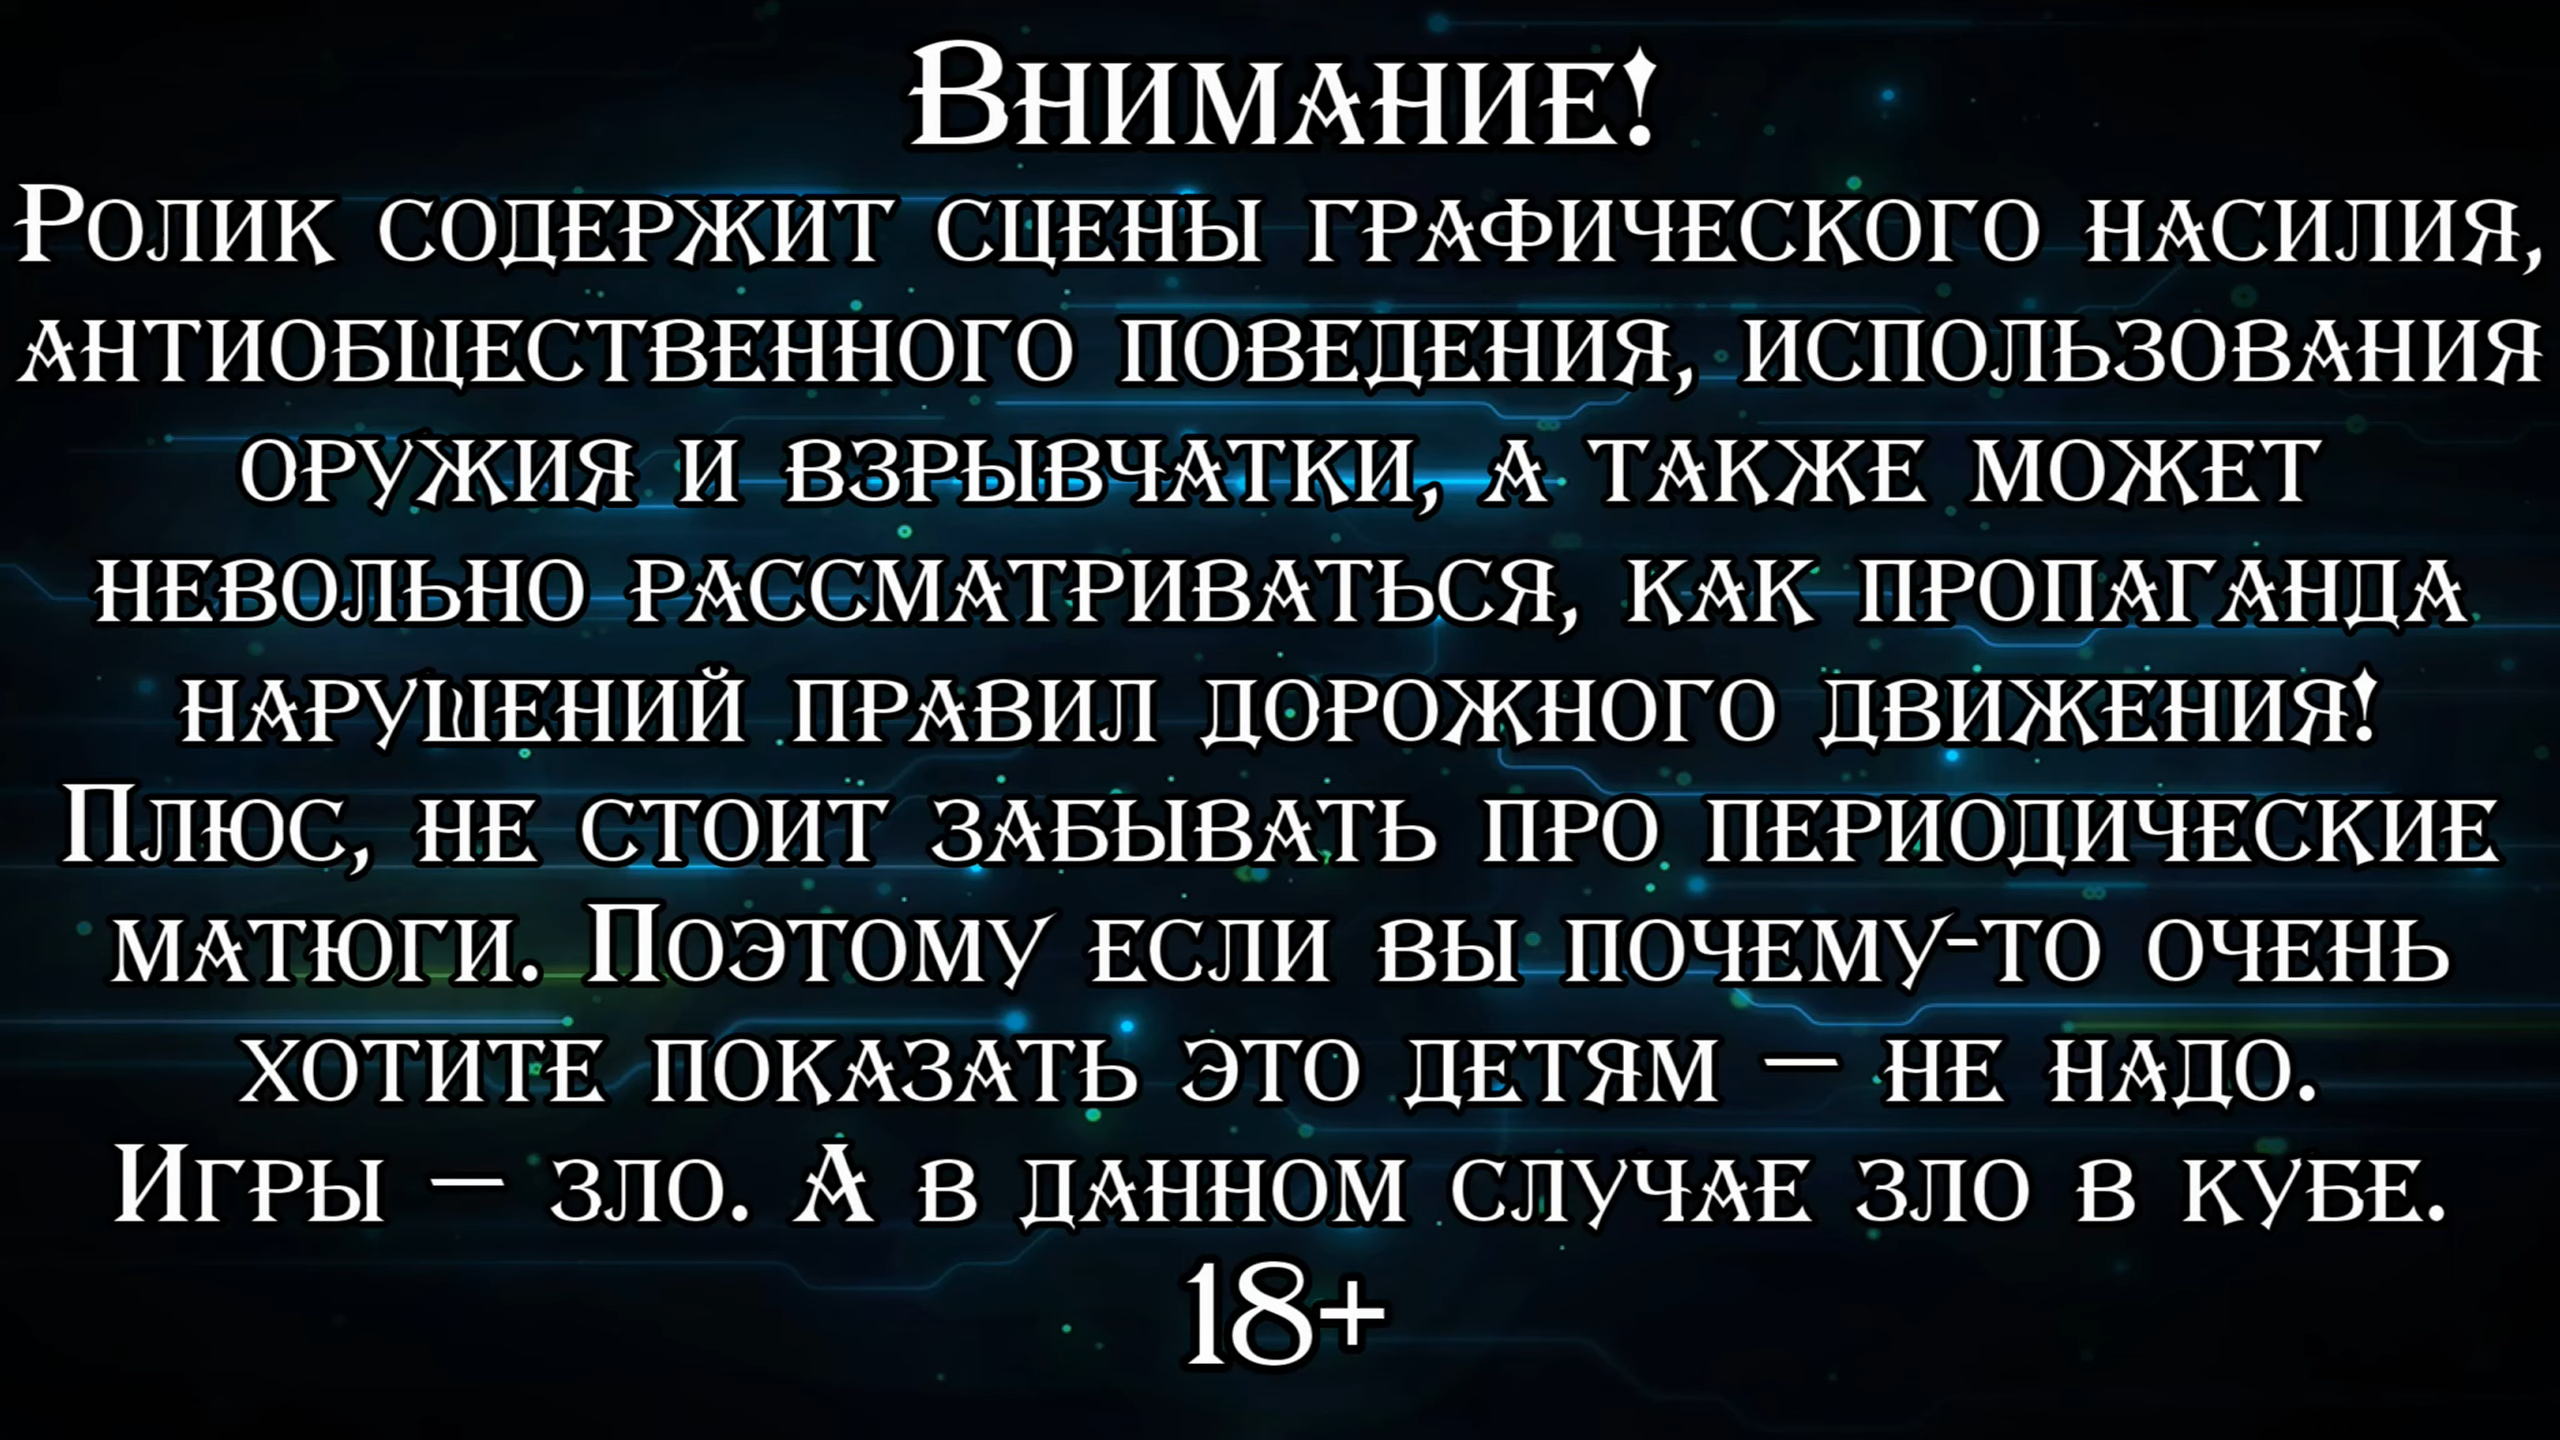 Внимание!
Ролик содержит сцены графического насилия,
антиобщественного поведения, использования
оружия и взрывчатки, а также может
невольно рассматриваться, как пропаганда
нарушений правил дорожного движения!
Плюс, не стоит забывать про периодические
матюги. Поэтому если вы почему-то очень
хотите показать это детям — не надо.
Игры — зло. А в данном случае зло в кубе.
18+